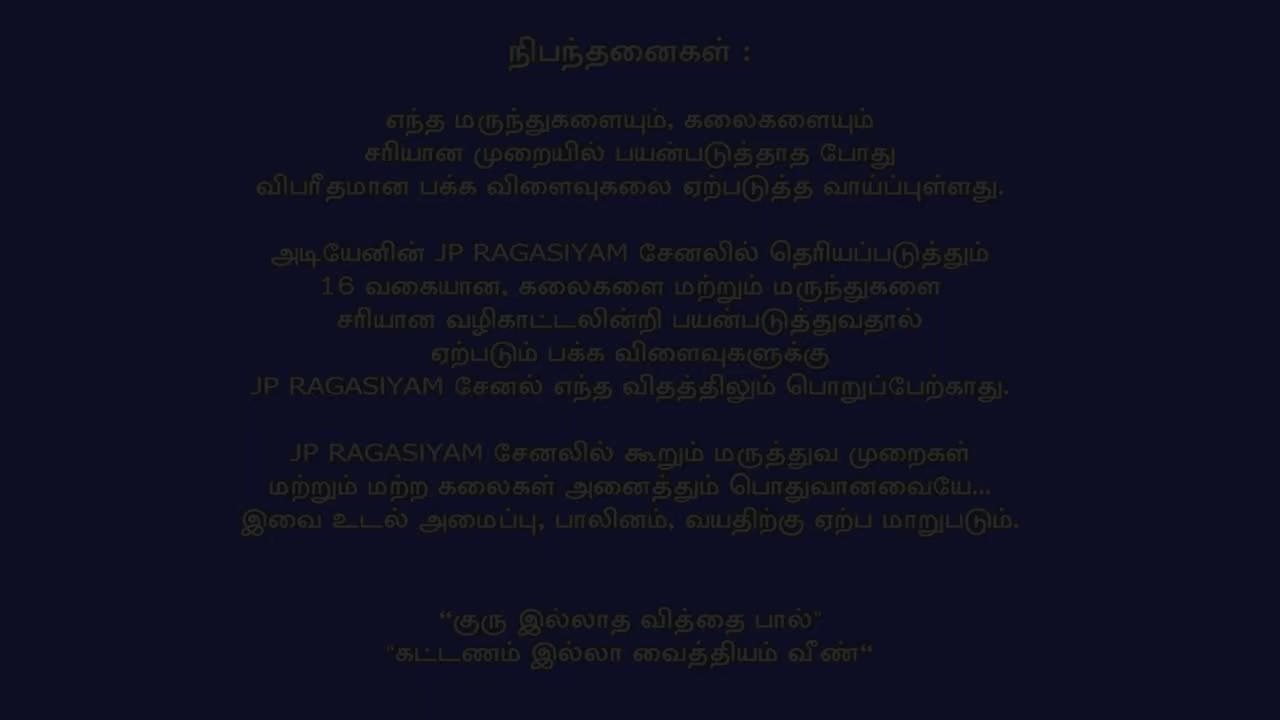 நிபந்தனைகள் :
எந்த மருந்துகளையும், கலைகளையும்
சரியான முறையில் பயன்படுத்தாத போது
விபரீதமான பக்க விளைவுகலை ஏற்படுத்த வாய்ப்புள்ளது.
அடியேனின் JP RAGASIYAM சேனலில் தெரியப்படுத்தும்
16 வகையான, கலைகளை மற்றும் மருந்துகளை
சரியான வழிகாட்டலின்றி பயன்படுத்துவதால்
ஏற்படும் பக்க விளைவுகளுக்கு
JP RAGASIYAM சேனல் எந்த விதத்திலும் பொறுப்பேற்காது.
JP RAGASIYAM சேனலில் கூறும் மருத்துவ முறைகள்
மற்றும் மற்ற கலைகள் அனைத்தும் பொதுவானவையே...
இவை உடல் அமைப்பு, பாலினம், வயதிற்கு ஏற்ப மாறுபடும்.
“குரு இல்லாத வித்தை பால்"
"கட்டணம் இல்லா வைத்தியம் வீண்“